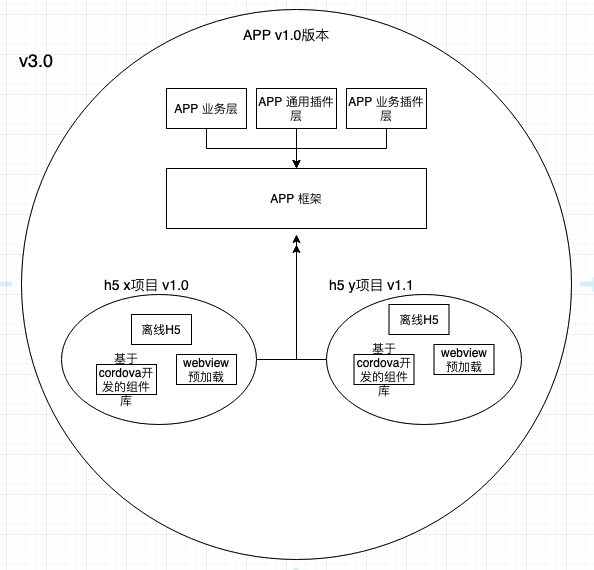 APP v1.0版本
v3.0
APP 业务层
APP 通用插件
层
APP 业务插件
层
APP 框架
h5 x项目 v1.0
离线H5
基于
cordova开
发的组件
库
webview
预加载
h5 y项目 v1.1
离线H5
基于
cordova开
发的组件
库
webview
预加载